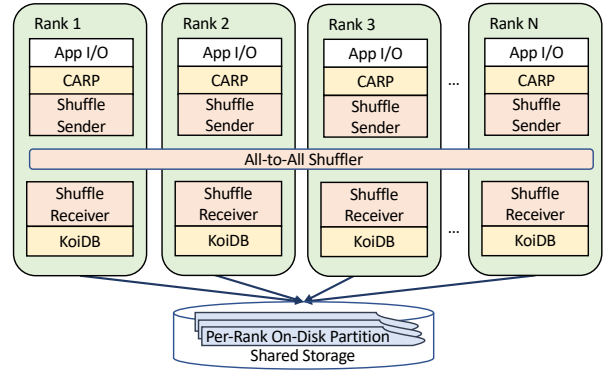 Rank 1
App I/O
CARP
Shuffle
Sender
Rank 2
App I/O
CARP
Shuffle
Sender
Rank 3
App I/O
CARP
Shuffle
Sender
...
Rank N
App I/O
CARP
Shuffle
Sender
All-to-All Shuffler
Shuffle
Receiver
KoiDB
Shuffle
Receiver
KoiDB
Shuffle
Receiver
KoiDB
...
Shuffle
Receiver
KoiDB
Per-Rank On-Disk Partition
Shared Storage